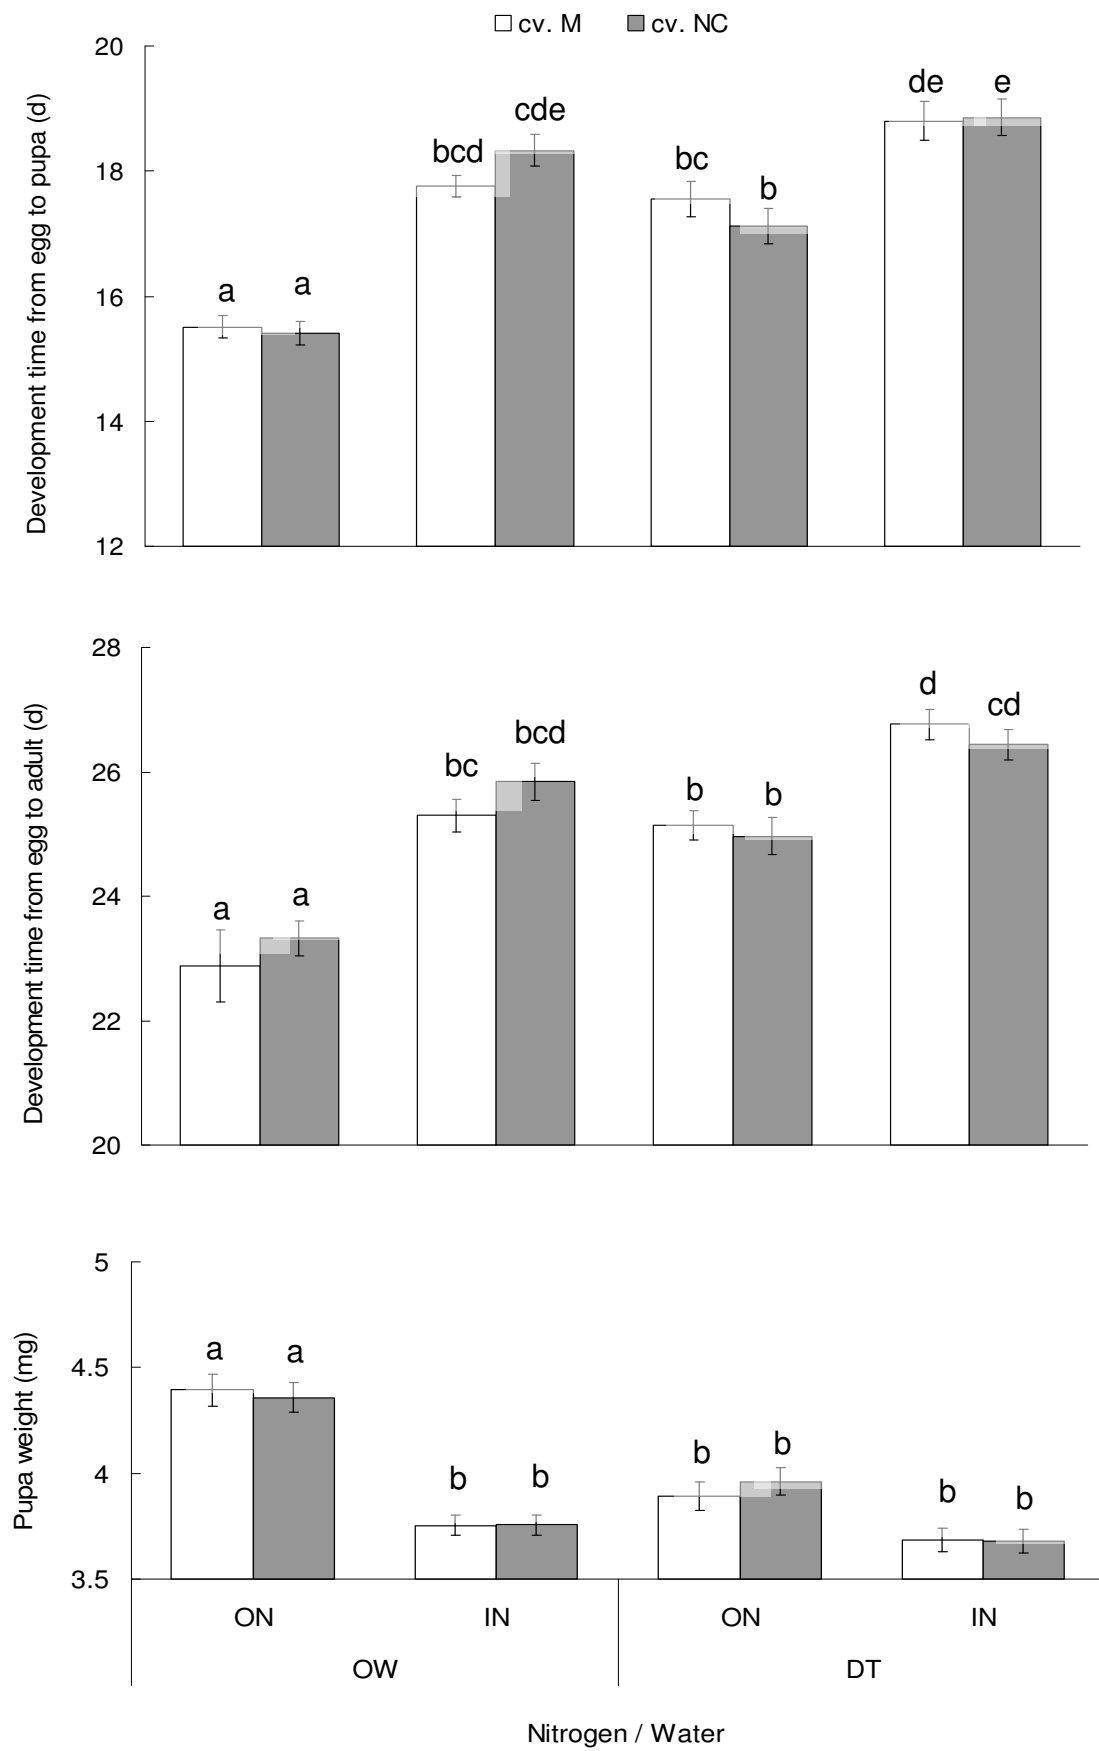 cv. M cv. NC
Development time from egg to pupa (d)
20
18
16
14
12
a a bcd cde bc b de e
Development time from egg to adult (d)
28
26
24
22
20
a a bc bcd b b d cd
Pupa weight (mg)
5
4.5
4
3.5
a a b b b b b b
ON IN ON IN
OW DT
Nitrogen / Water